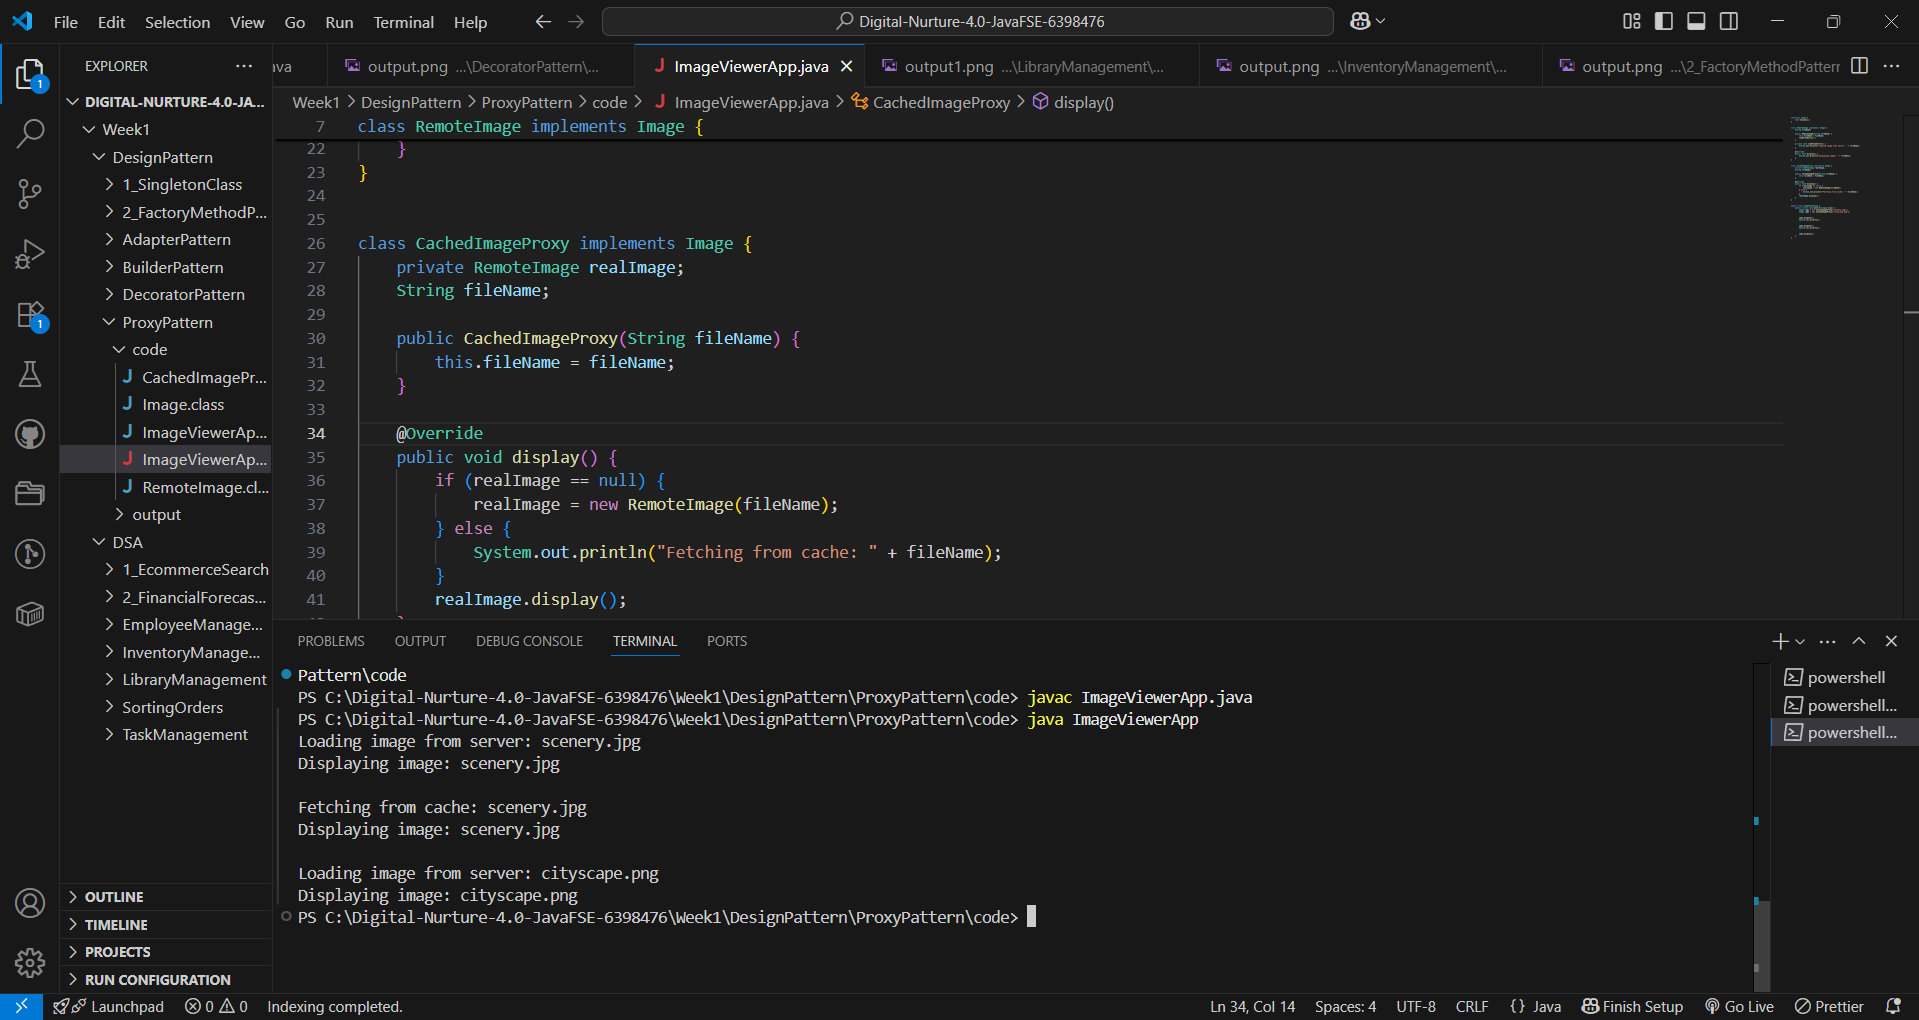 File Edit Selection View Go Run Terminal Help
Digital-Nurture-4.0-JavaFSE-6398476
EXPLORER
ava
output.png ...\DecoratorPattern\...
ImageViewerApp.java
output1.png ...\LibraryManagement\...
output.png ...\InventoryManagement\...
output.png ...\2_FactoryMethodPattern
DIGITAL-NURTURE-4.0-JA...
Week1
DesignPattern
1_SingletonClass
2_FactoryMethodP...
AdapterPattern
BuilderPattern
DecoratorPattern
ProxyPattern
code
CachedImagePr...
Image.class
ImageViewerAp...
ImageViewerAp...
RemoteImage.cl...
output
DSA
1_EcommerceSearch
2_FinancialForecas...
EmployeeManage...
InventoryManage...
LibraryManagement
SortingOrders
TaskManagement
OUTLINE
TIMELINE
PROJECTS
RUN CONFIGURATION
1
1
Week1 > DesignPattern > ProxyPattern > code > ImageViewerApp.java > CachedImageProxy > display()
7 class RemoteImage implements Image {
22 }
23 }
24
25
26 class CachedImageProxy implements Image {
27 private RemoteImage realImage;
28 String fileName;
29
30 public CachedImageProxy(String fileName) {
31 this.fileName = fileName;
32 }
33
34 @Override
35 public void display() {
36 if (realImage == null) {
37 realImage = new RemoteImage(fileName);
38 } else {
39 System.out.println("Fetching from cache: " + fileName);
40 }
41 realImage.display();
PROBLEMS OUTPUT DEBUG CONSOLE TERMINAL PORTS
Pattern\code
PS C:\Digital-Nurture-4.0-JavaFSE-6398476\Week1\DesignPattern\ProxyPattern\code> javac ImageViewerApp.java
PS C:\Digital-Nurture-4.0-JavaFSE-6398476\Week1\DesignPattern\ProxyPattern\code> java ImageViewerApp
Loading image from server: scenery.jpg
Displaying image: scenery.jpg
Fetching from cache: scenery.jpg
Displaying image: scenery.jpg
Loading image from server: cityscape.png
Displaying image: cityscape.png
PS C:\Digital-Nurture-4.0-JavaFSE-6398476\Week1\DesignPattern\ProxyPattern\code>
powershell
powershell...
powershell...
Launchpad 0 0 Indexing completed. Ln 34, Col 14 Spaces: 4 UTF-8 CRLF {} Java Finish Setup Go Live Prettier